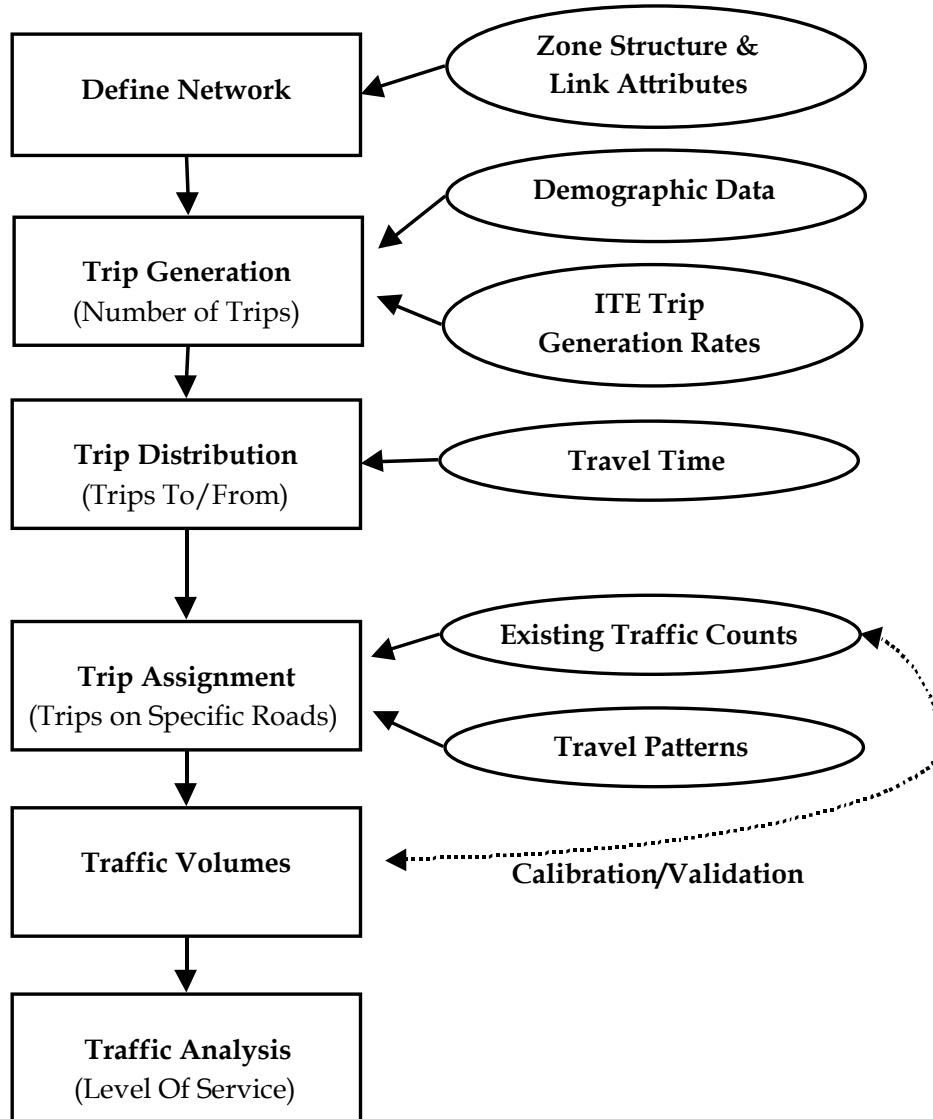 Define Network
Zone Structure &
Link Attributes
Demographic Data
Trip Generation
(Number of Trips)
ITE Trip
Generation Rates
Trip Distribution
(Trips To/From)
Travel Time
Existing Traffic Counts
Trip Assignment
(Trips on Specific Roads)
Travel Patterns
Traffic Volumes
Calibration/Validation
Traffic Analysis
(Level Of Service)